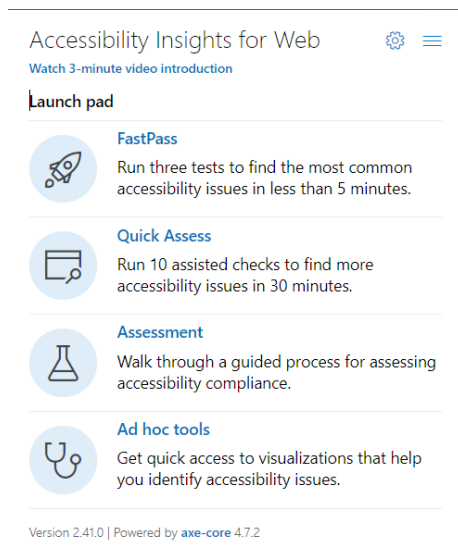 Accessibility Insights for Web
Watch 3-minute video introduction
Launch pad
FastPass
Run three tests to find the most common
accessibility issues in less than 5 minutes.
Quick Assess
Run 10 assisted checks to find more
accessibility issues in 30 minutes.
Assessment
Walk through a guided process for assessing
accessibility compliance.
Ad hoc tools
Get quick access to visualizations that help
you identify accessibility issues.
Version 2.41.0 | Powered by axe-core 4.7.2